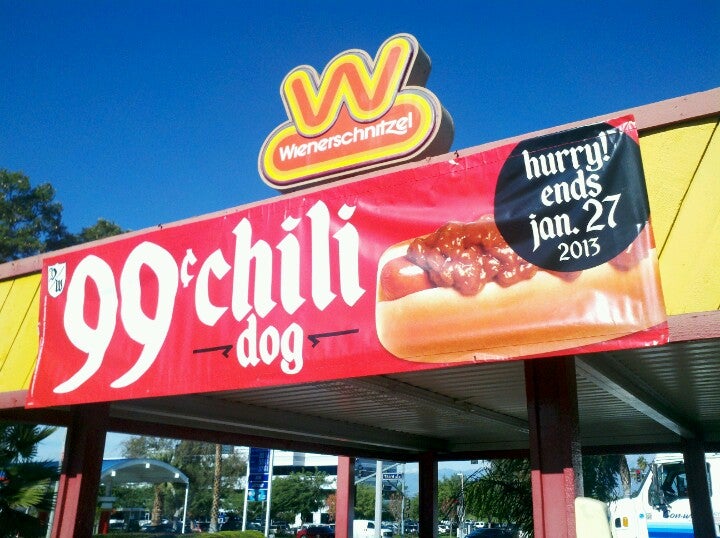 W
Wienerschnitzel
99¢ chili
dog
hurry!
ends
jan. 27
2013